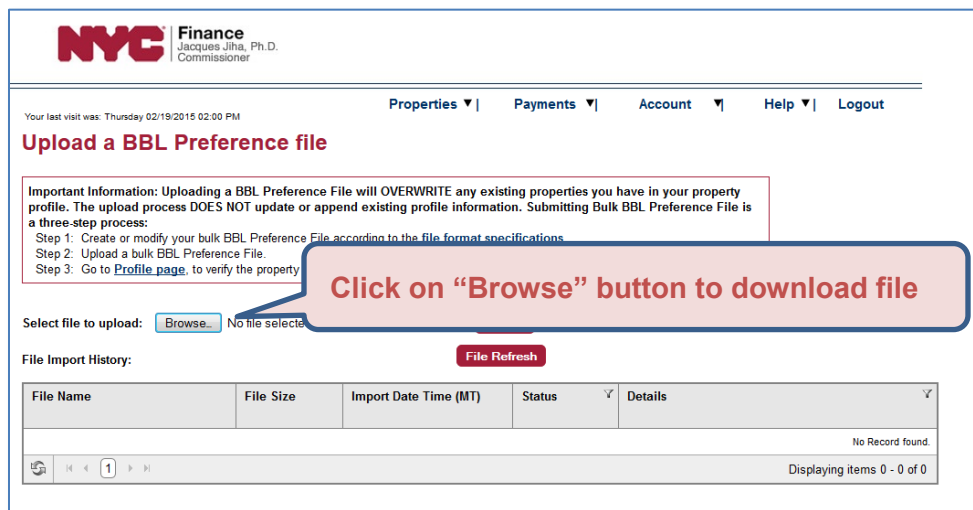 NYC Finance
Jacques Jiha, Ph.D.
Commissioner
Properties ▼ | Payments ▼| Account ▼| Help ▼ | Logout
Your last visit was: Thursday 02/19/2015 02:00 PM
Upload a BBL Preference file
Important Information: Uploading a BBL Preference File will OVERWRITE any existing properties you have in your property
profile. The upload process DOES NOT update or append existing profile information. Submitting Bulk BBL Preference File is
a three-step process:
Step 1: Create or modify your bulk BBL Preference File according to the file format specifications
Step 2: Upload a bulk BBL Preference File.
Step 3: Go to Profile page, to verify the property
Click on “Browse” button to download file
Select file to upload: Browse... No file selecte
File Import History: File Refresh
File Name File Size Import Date Time (MT) Status Details
No Record found.
1 Displaying items 0 - 0 of 0